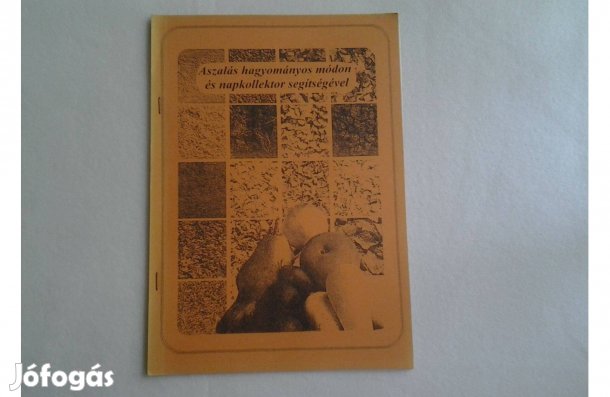 Aszalás hagyományos módon
és napkollektor segítségével
Jófogás